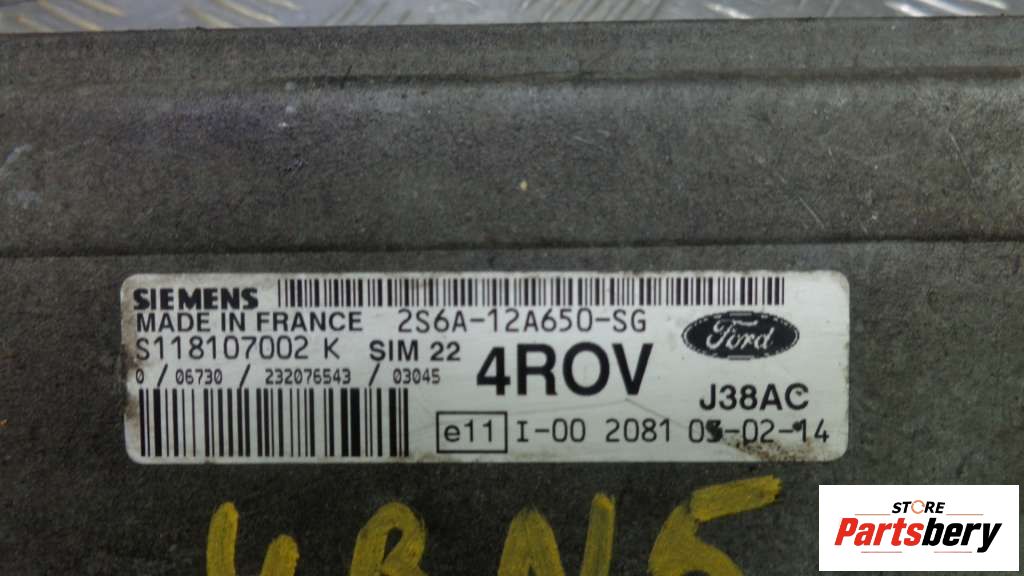 SIEMENS
MADE IN FRANCE 2S6A-12A650-SG
Ford
S118107002 K SIM 22
4ROV
0 / 06730 / 232076543 / 03045
J38AC
e11 I-00 2081 03-02-14
4BN5
STORE
Partsbery